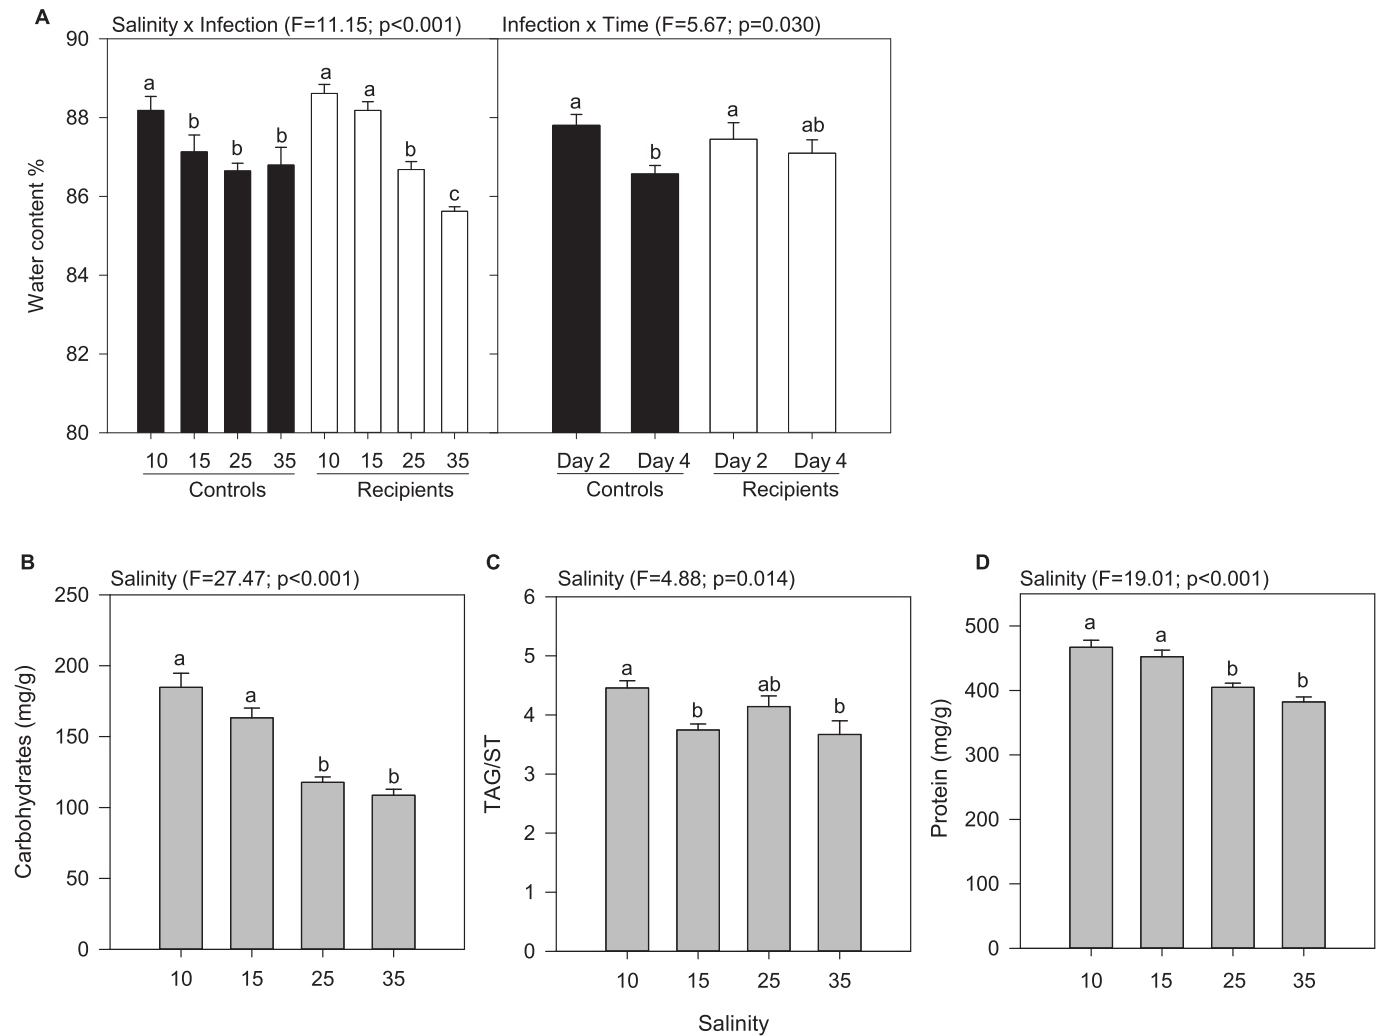 A
Salinity x Infection (F=11.15; p<0.001)
Infection x Time (F=5.67; p=0.030)
90
88
86
84
82
80
Water content %
a
b
b
b
a
a
b
c
a
b
a
ab
10 15 25 35 10 15 25 35
Day 2 Day 4 Day 2 Day 4
Controls Recipients
Controls Recipients
B
Salinity (F=27.47; p<0.001)
250
200
150
100
50
0
Carbohydrates (mg/g)
a
a
b
b
10 15 25 35
C
Salinity (F=4.88; p=0.014)
6
5
4
3
2
1
0
TAG/ST
a
b
ab
b
10 15 25 35
Salinity
D
Salinity (F=19.01; p<0.001)
500
400
300
200
100
0
Protein (mg/g)
a
a
b
b
10 15 25 35